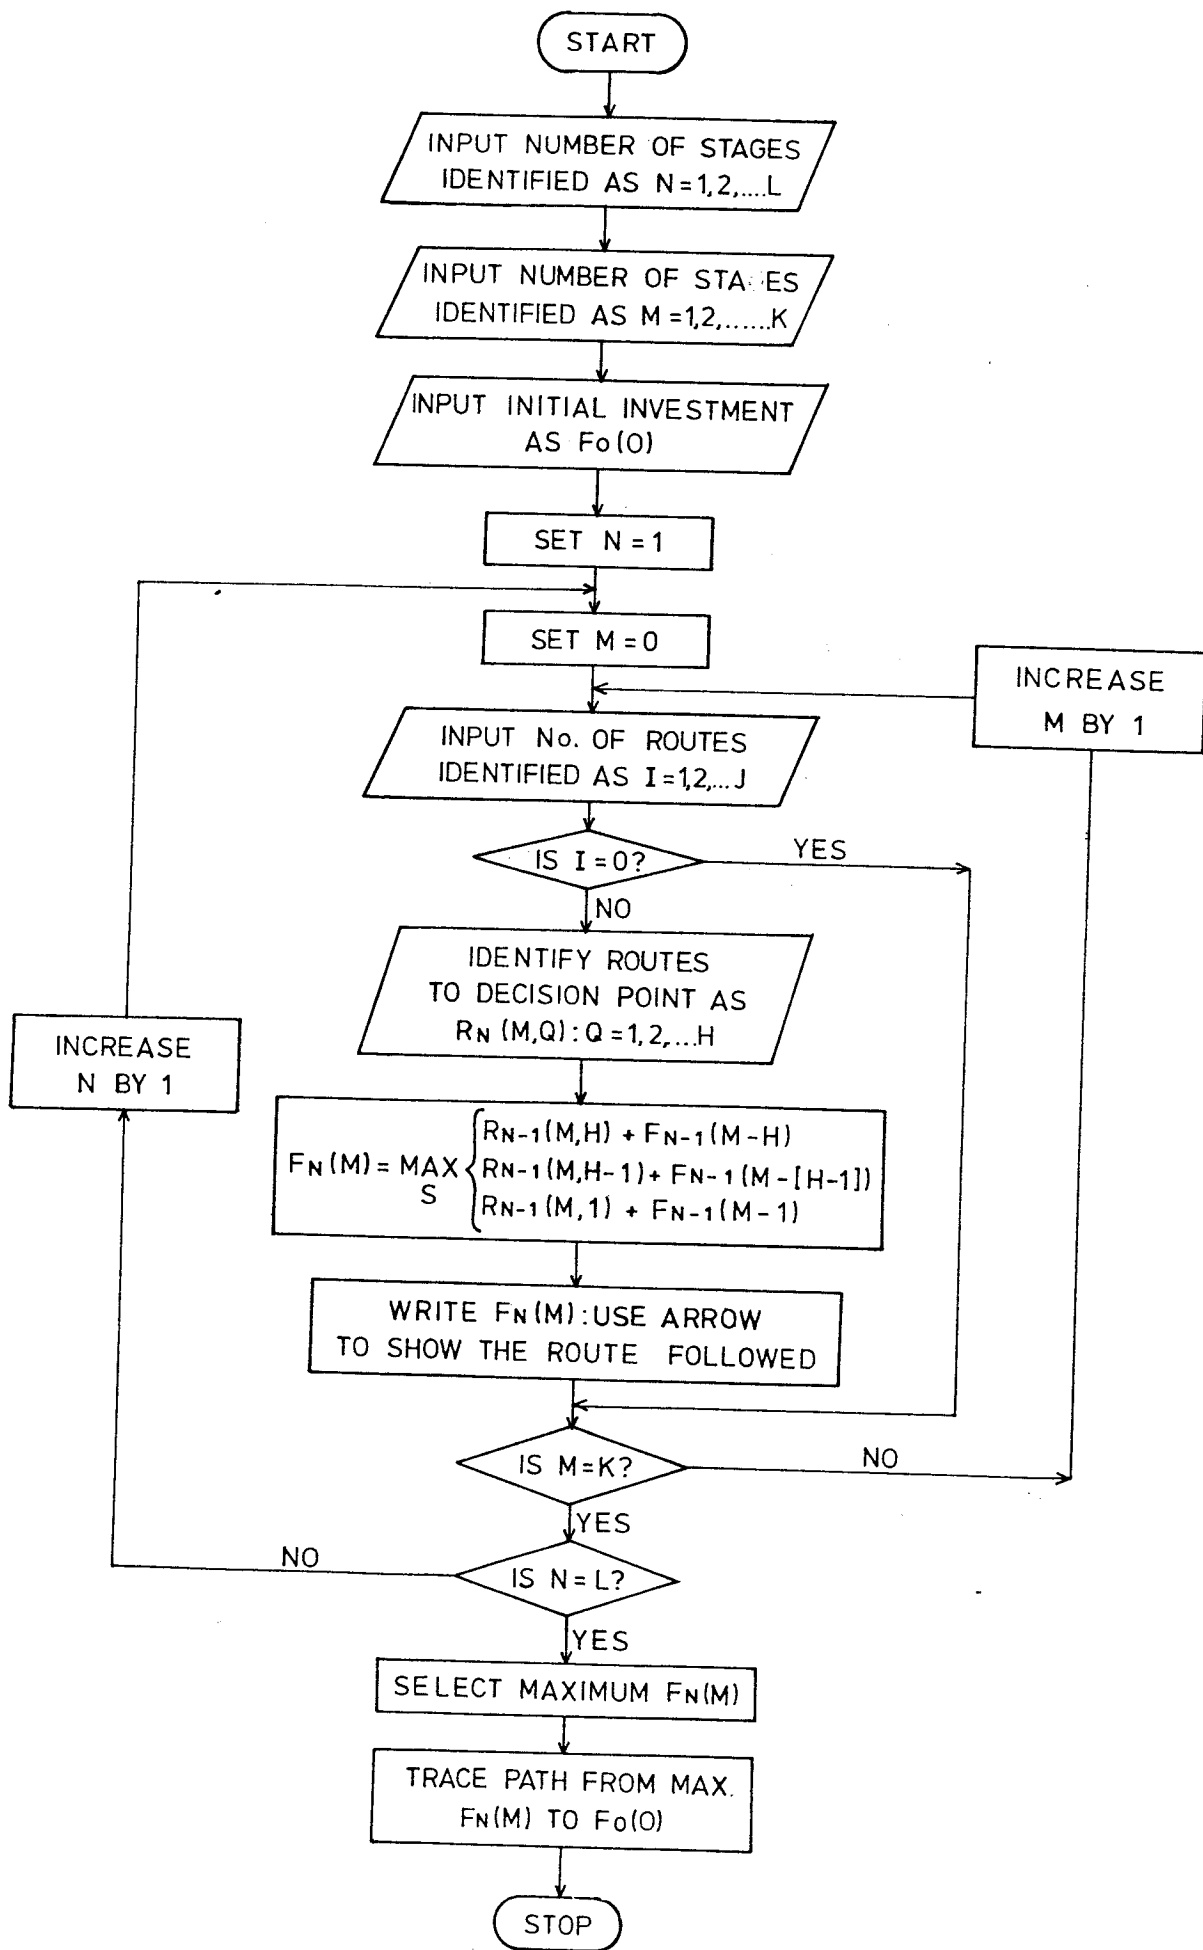 START
INPUT NUMBER OF STAGES
IDENTIFIED AS N=1,2,....L
INPUT NUMBER OF STA ES
IDENTIFIED AS M=1,2,......K
INPUT INITIAL INVESTMENT
AS Fo(0)
SET N=1
SET M=0
INCREASE
M BY 1
INPUT No. OF ROUTES
IDENTIFIED AS I=1,2,...J
IS I=0?
YES
NO
IDENTIFY ROUTES
TO DECISION POINT AS
RN (M,Q): Q=1,2,...H
INCREASE
N BY 1
RN-1(M,H) + FN-1(M-H)
FN(M) = MAX RN-1(M,H-1) + FN-1(M-[H-1])
S RN-1(M,1) + FN-1(M-1)
WRITE FN(M): USE ARROW
TO SHOW THE ROUTE FOLLOWED
IS M=K?
NO
YES
NO
IS N=L?
YES
SELECT MAXIMUM FN(M)
TRACE PATH FROM MAX.
FN(M) TO Fo(0)
STOP